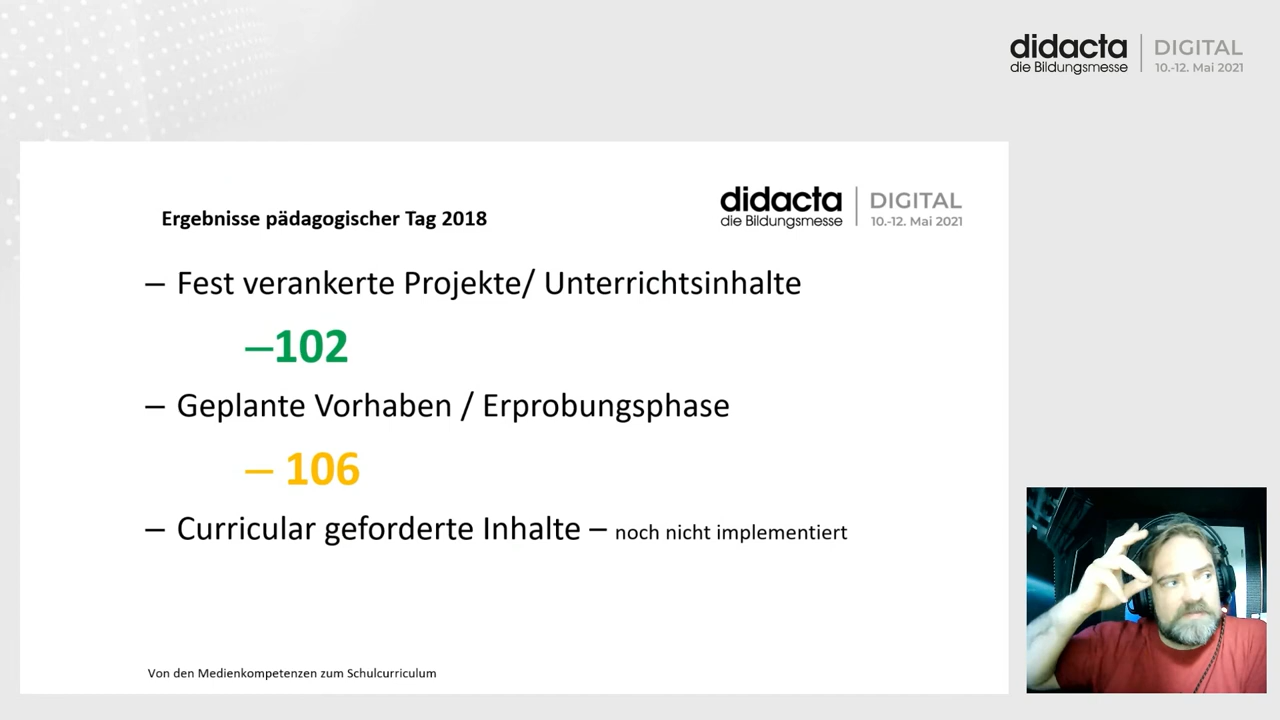 didacta
die Bildungsmesse
DIGITAL
10.-12. Mai 2021
Ergebnisse pädagogischer Tag 2018
didacta
die Bildungsmesse
DIGITAL
10.-12. Mai 2021
– Fest verankerte Projekte/ Unterrichtsinhalte
–102
– Geplante Vorhaben / Erprobungsphase
– 106
– Curricular geforderte Inhalte – noch nicht implementiert
Von den Medienkompetenzen zum Schulcurriculum